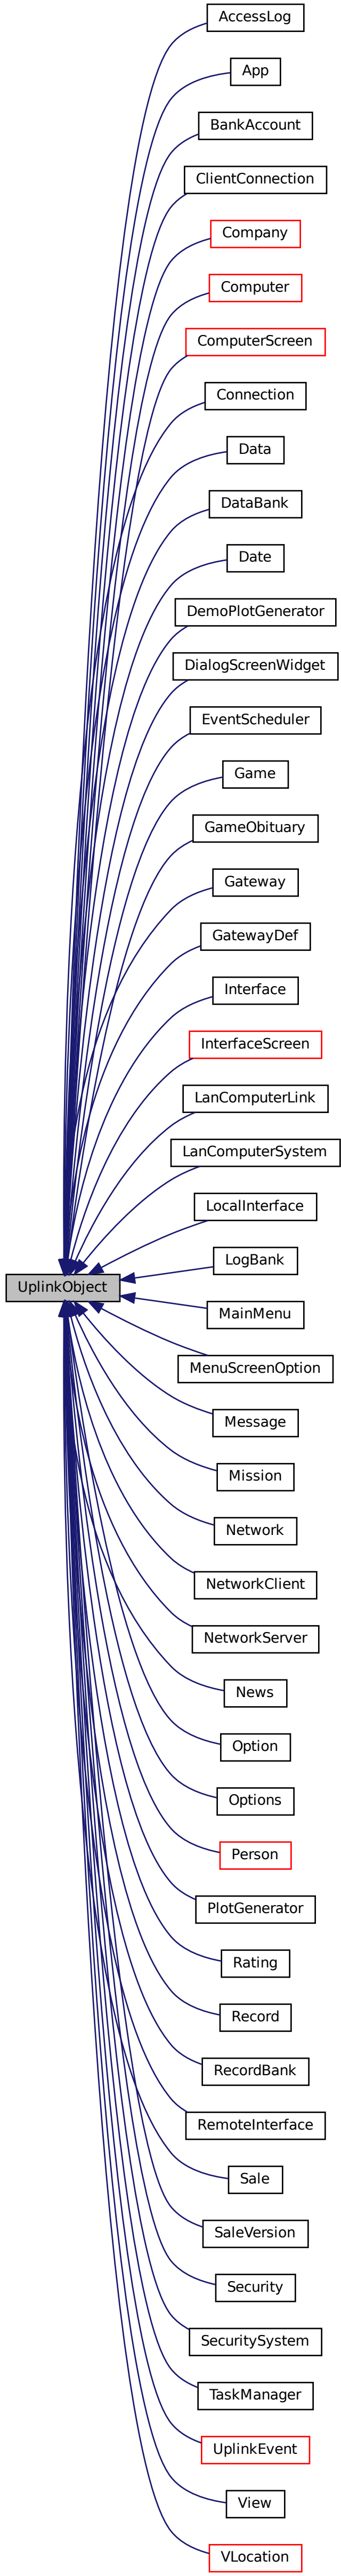 AccessLog
App
BankAccount
ClientConnection
Company
Computer
ComputerScreen
Connection
Data
DataBank
Date
DemoPlotGenerator
DialogScreenWidget
EventScheduler
Game
GameObituary
Gateway
GatewayDef
Interface
InterfaceScreen
LanComputerLink
LanComputerSystem
LocalInterface
LogBank
UplinkObject
MainMenu
MenuScreenOption
Message
Mission
Network
NetworkClient
NetworkServer
News
Option
Options
Person
PlotGenerator
Rating
Record
RecordBank
RemoteInterface
Sale
SaleVersion
Security
SecuritySystem
TaskManager
UplinkEvent
View
VLocation